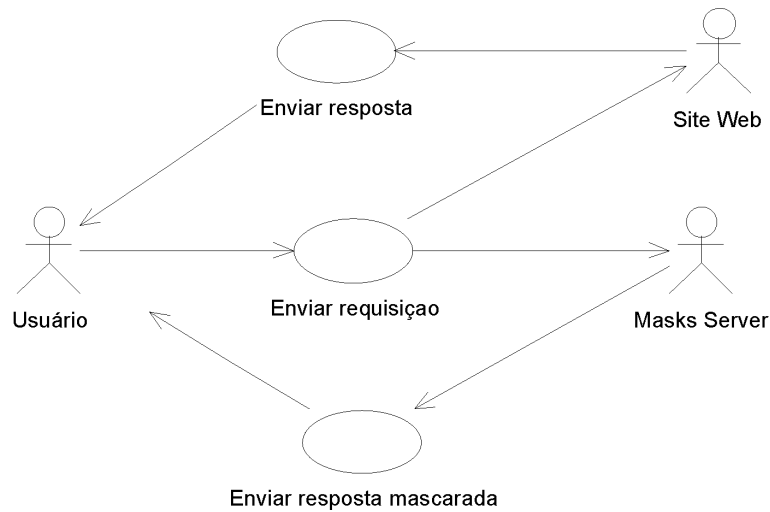 Enviar resposta
Site Web
Usuário
Enviar requisiçao
Masks Server
Enviar resposta mascarada